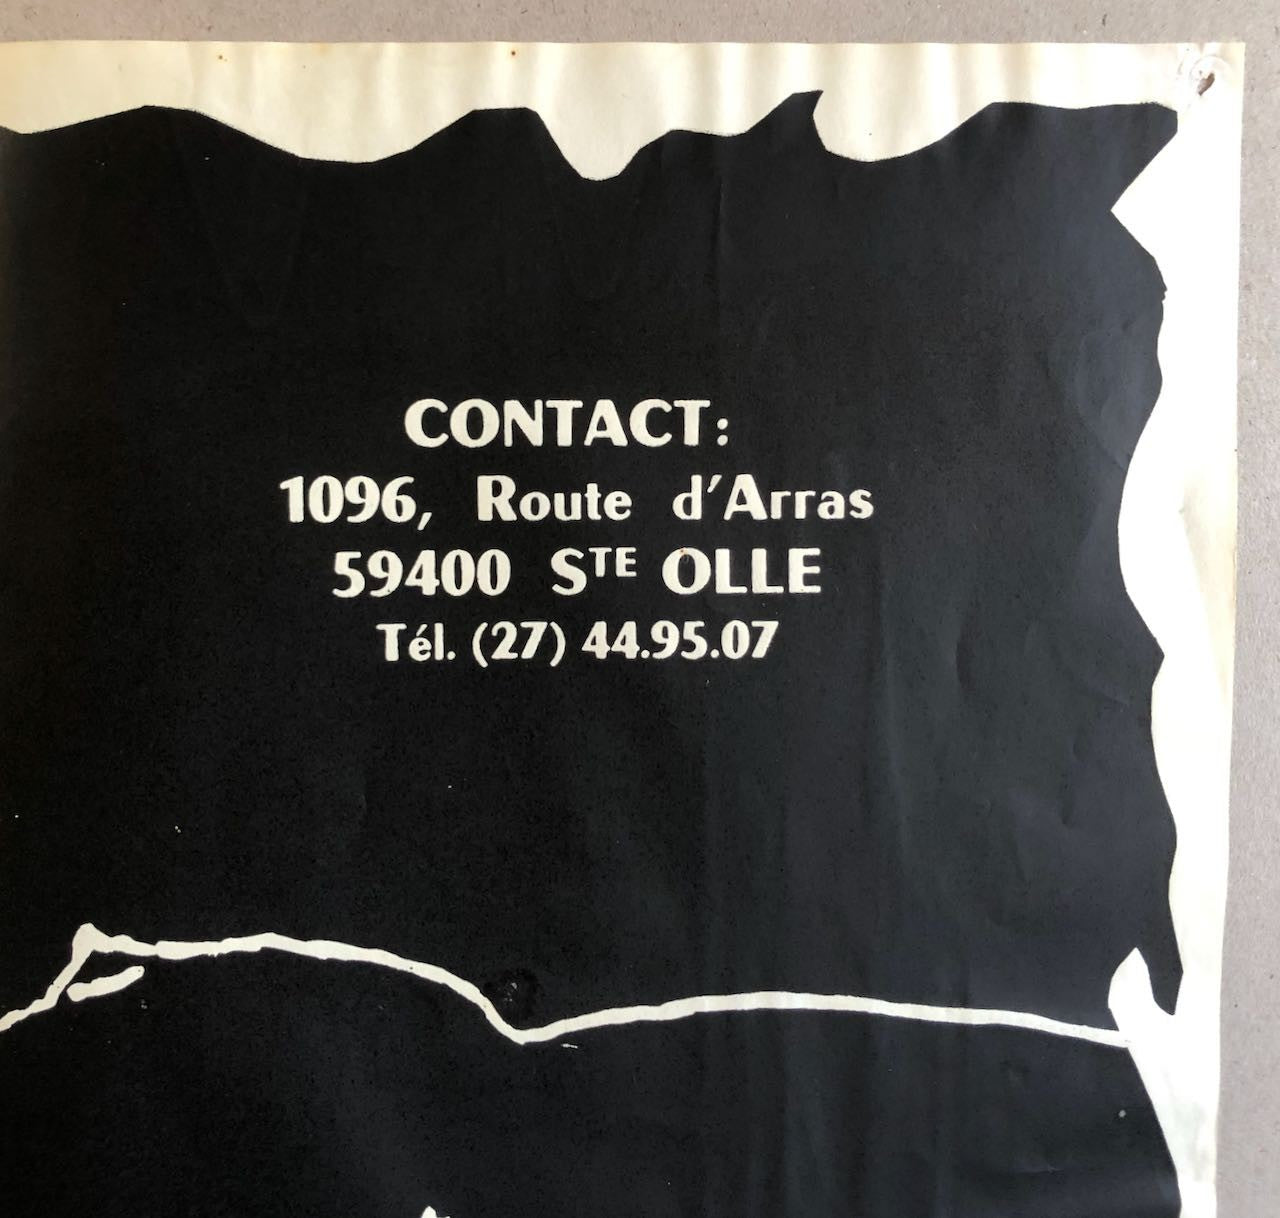 CONTACT:
1096, Route d'Arras
59400 STE OLLE
Tél. (27) 44.95.07